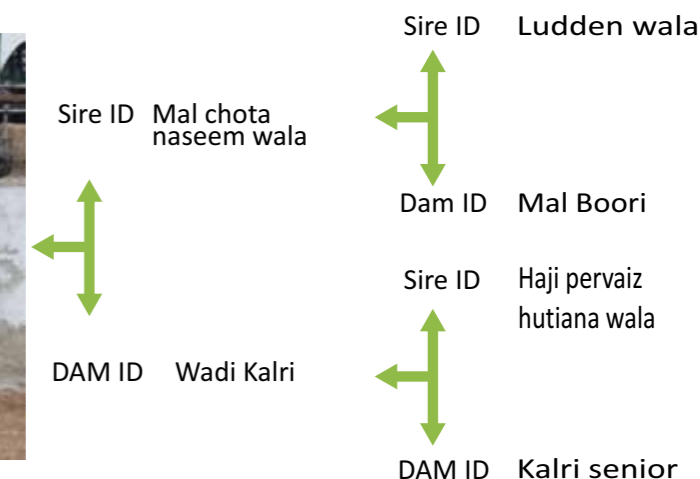 Sire ID Ludden wala
Sire ID Mal chota
naseem wala
Dam ID Mal Boori
Sire ID Haji pervaiz
hutiana wala
DAM ID Wadi Kalri
DAM ID Kalri senior